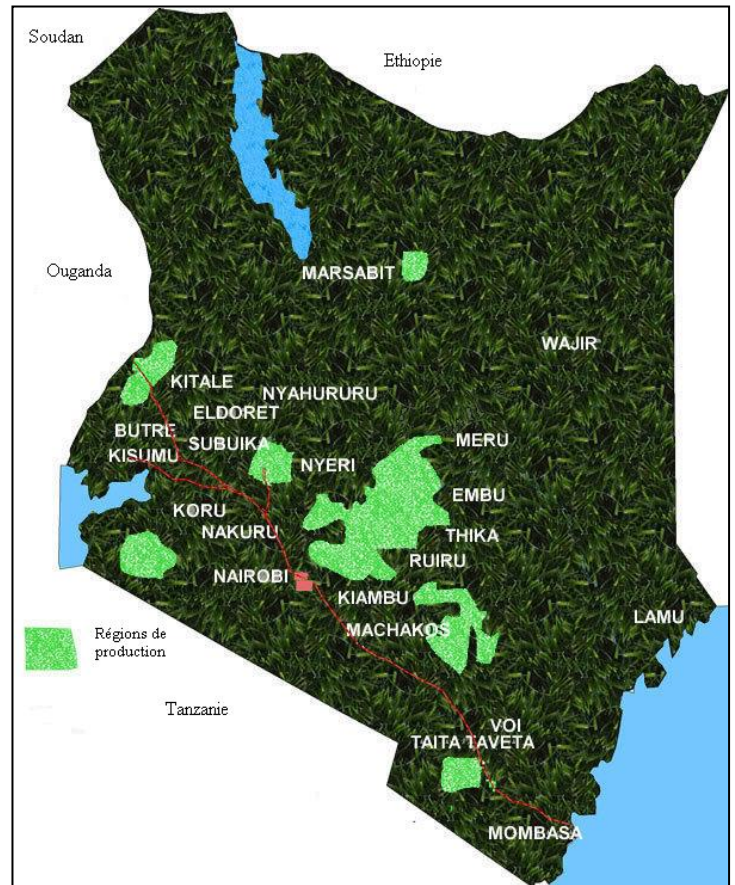 Soudan
Ethiopie
Ouganda
MARSABIT
WAJIR
KITALE
NYAHURURU
ELDORET
BUTRE
SUBUIKA
MERU
KISUMU
NYERI
EMBU
KORU
THIKA
NAKURU
RUIRU
NAIROBI
KIAMBU
LAMU
MACHAKOS
Régions de
production
Tanzanie
VOI
TAITA TAVETA
MOMBASA